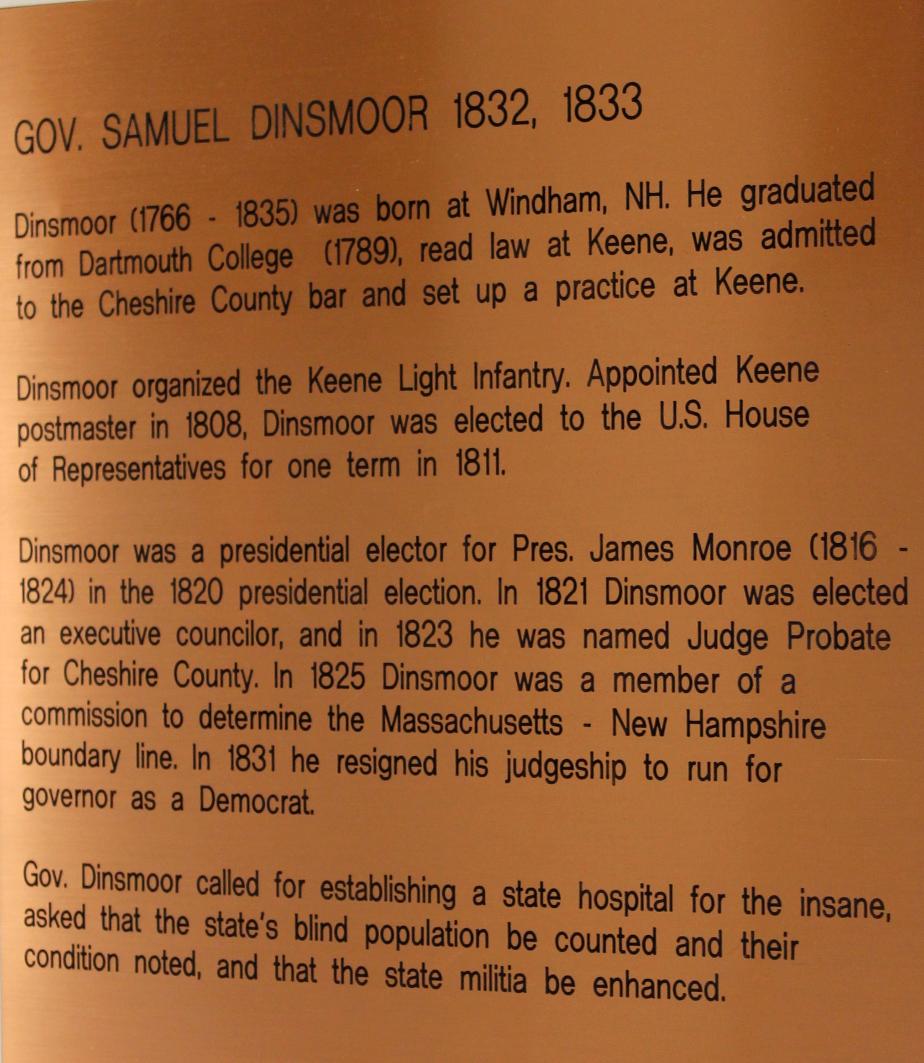 GOV. SAMUEL DINSMOOR 1832, 1833
Dinsmoor (1766 - 1835) was born at Windham, NH. He graduated
from Dartmouth College (1789), read law at Keene, was admitted
to the Cheshire County bar and set up a practice at Keene.
Dinsmoor organized the Keene Light Infantry. Appointed Keene
postmaster in 1808, Dinsmoor was elected to the U.S. House
of Representatives for one term in 1811.
Dinsmoor was a presidential elector for Pres. James Monroe (1816 -
1824) in the 1820 presidential election. In 1821 Dinsmoor was elected
an executive councilor, and in 1823 he was named Judge Probate
for Cheshire County. In 1825 Dinsmoor was a member of a
commission to determine the Massachusetts - New Hampshire
boundary line. In 1831 he resigned his judgeship to run for
governor as a Democrat.
Gov. Dinsmoor called for establishing a state hospital for the insane,
asked that the state's blind population be counted and their
condition noted, and that the state militia be enhanced.